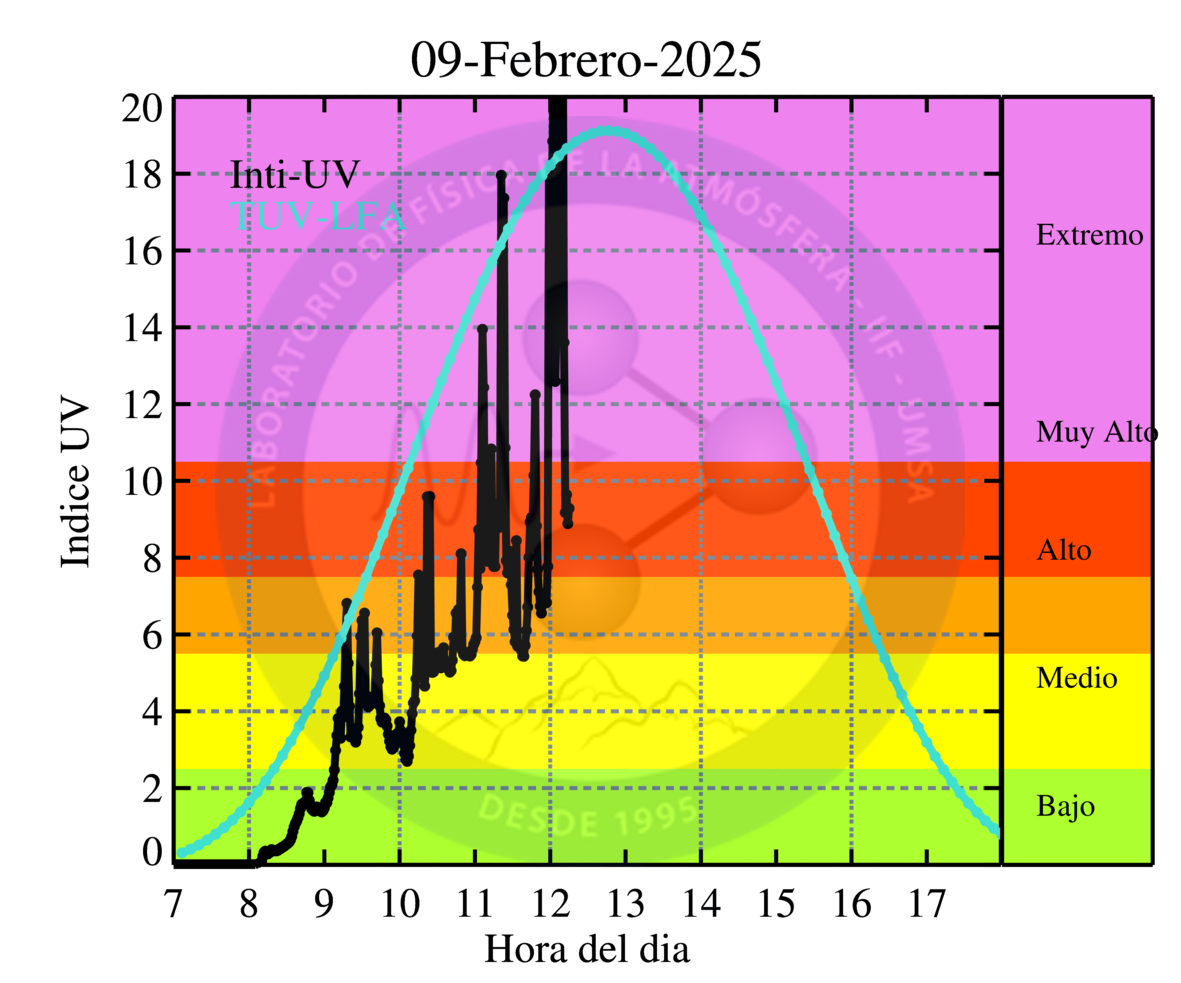 09-Febrero-2025
Indice UV
20
18
16
14
12
10
8
6
4
2
0
Inti-UV
TUV-LFA
LABORATORIO DE FÍSICA DE LA ATMÓSFERA - IIF - UMSA
DESDE 1995
Extremo
Muy Alto
Alto
Medio
Bajo
7 8 9 10 11 12 13 14 15 16 17
Hora del dia